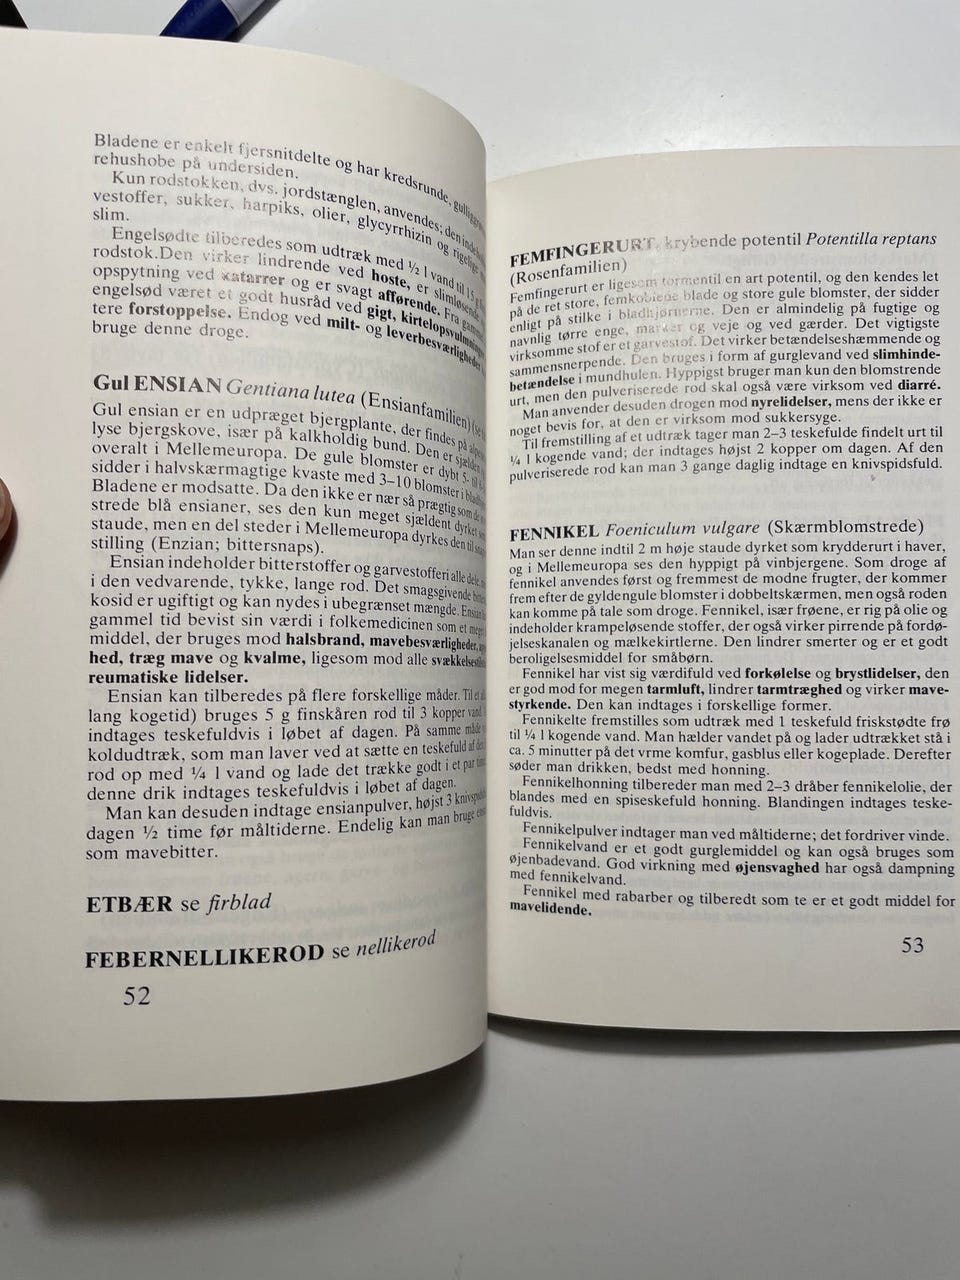 Bladene er enkelt fjersnitdelte og har kredsrunde, gulliggrø
rehushobe på undersiden.
Kun rodstokken, dvs. jordstænglen, anvendes; den indeho
vestoffer, sukker, harpiks, olier, glycyrrhizin og rigelige
slim.
Engelsødte tilberedes som udtræk med ½ l vand til 15 g
rodstok.Den virker lindrende ved hoste, er slimløsende
opspytning ved katarrer og er svagt afførende. Fra gamm
engelsød været et godt husråd ved gigt, kirtelopsvulmninger
tere forstoppelse. Endog ved milt- og leverbesværligheder
bruge denne droge.
Gul ENSIAN Gentiana lutea (Ensianfamilien) (se
Gul ensian er en udpræget bjergplante, der findes på alpe
lyse bjergskove, især på kalkholdig bund. Den er sjælden
overalt i Mellemeuropa. De gule blomster er dybt 5- til
sidder i halvskærmagtige kvaste med 3–10 blomster i bladhj
Bladene er modsatte. Da den ikke er nær så prægtig som de
strede blå ensianer, ses den kun meget sjældent dyrket som
staude, men en del steder i Mellemeuropa dyrkes den til snaps
stilling (Enzian; bittersnaps).
Ensian indeholder bitterstoffer og garvestoffer i alle dele,
i den vedvarende, tykke, lange rod. Det smagsgivende bitter
kosid er ugiftigt og kan nydes i ubegrænset mængde. Ensian
gammel tid bevist sin værdi i folkemedicinen som et meget
middel, der bruges mod halsbrand, mavebesværligheder, app
hed, træg mave og kvalme, ligesom mod alle svækkelsestils
reumatiske lidelser.
Ensian kan tilberedes på flere forskellige måder. Til et
lang kogetid) bruges 5 g finskåren rod til 3 kopper vand.
indtages teskefuldvis i løbet af dagen. På samme måde
koldudtræk, som man laver ved at sætte en teskefuld af den
rod op med ¼ l vand og lade det trække godt i et par timer
denne drik indtages teskefuldvis i løbet af dagen.
Man kan desuden indtage ensianpulver, højst 3 knivspids
dagen ½ time før måltiderne. Endelig kan man bruge ensi
som mavebitter.
ETBÆR se firblad
FEBERNELLIKEROD se nellikerod
52
FEMFINGERURT, krybende potentil Potentilla reptans
(Rosenfamilien)
Femfingerurt er ligesom tormentil en art potentil, og den kendes let
på de ret store, femkoblede blade og store gule blomster, der sidder
enligt på stilke i bladhjørnerne. Den er almindelig på fugtige og
navnlig tørre enge, marker og veje og ved gærder. Det vigtigste
virksomme stof er et garvestof. Det virker betændelseshæmmende og
sammensnerpende. Den bruges i form af gurglevand ved slimhinde-
betændelse i mundhulen. Hyppigst bruger man kun den blomstrende
urt, men den pulveriserede rod skal også være virksom ved diarré.
Man anvender desuden drogen mod nyrelidelser, mens der ikke er
noget bevis for, at den er virksom mod sukkersyge.
Til fremstilling af et udtræk tager man 2–3 teskefulde findelt urt til
¼ l kogende vand; der indtages højst 2 kopper om dagen. Af den
pulveriserede rod kan man 3 gange daglig indtage en knivspidsfuld.
FENNIKEL Foeniculum vulgare (Skærmblomstrede)
Man ser denne indtil 2 m høje staude dyrket som krydderurt i haver,
og i Mellemeuropa ses den hyppigt på vinbjergene. Som droge af
fennikel anvendes først og fremmest de modne frugter, der kommer
frem efter de gyldengule blomster i dobbeltskærmen, men også roden
kan komme på tale som droge. Fennikel, især frøene, er rig på olie og
indeholder krampeløsende stoffer, der også virker pirrende på fordø-
jelseskanalen og mælkekirtlerne. Den lindrer smerter og er et godt
beroligelsesmiddel for småbørn.
Fennikel har vist sig værdifuld ved forkølelse og brystlidelser, den
er god mod for megen tarmluft, lindrer tarmtræghed og virker mave-
styrkende. Den kan indtages i forskellige former.
Fennikelte fremstilles som udtræk med 1 teskefuld friskstødte frø
til ¼ l kogende vand. Man hælder vandet på og lader udtrækket stå i
ca. 5 minutter på det vrme komfur, gasblus eller kogeplade. Derefter
søder man drikken, bedst med honning.
Fennikelhonning tilbereder man med 2–3 dråber fennikelolie, der
blandes med en spiseskefuld honning. Blandingen indtages teske-
fuldvis.
Fennikelpulver indtager man ved måltiderne; det fordriver vinde.
Fennikelvand er et godt gurglemiddel og kan også bruges som
øjenbadevand. God virkning med øjensvaghed har også dampning
med fennikelvand.
Fennikel med rabarber og tilberedt som te er et godt middel for
mavelidende.
53